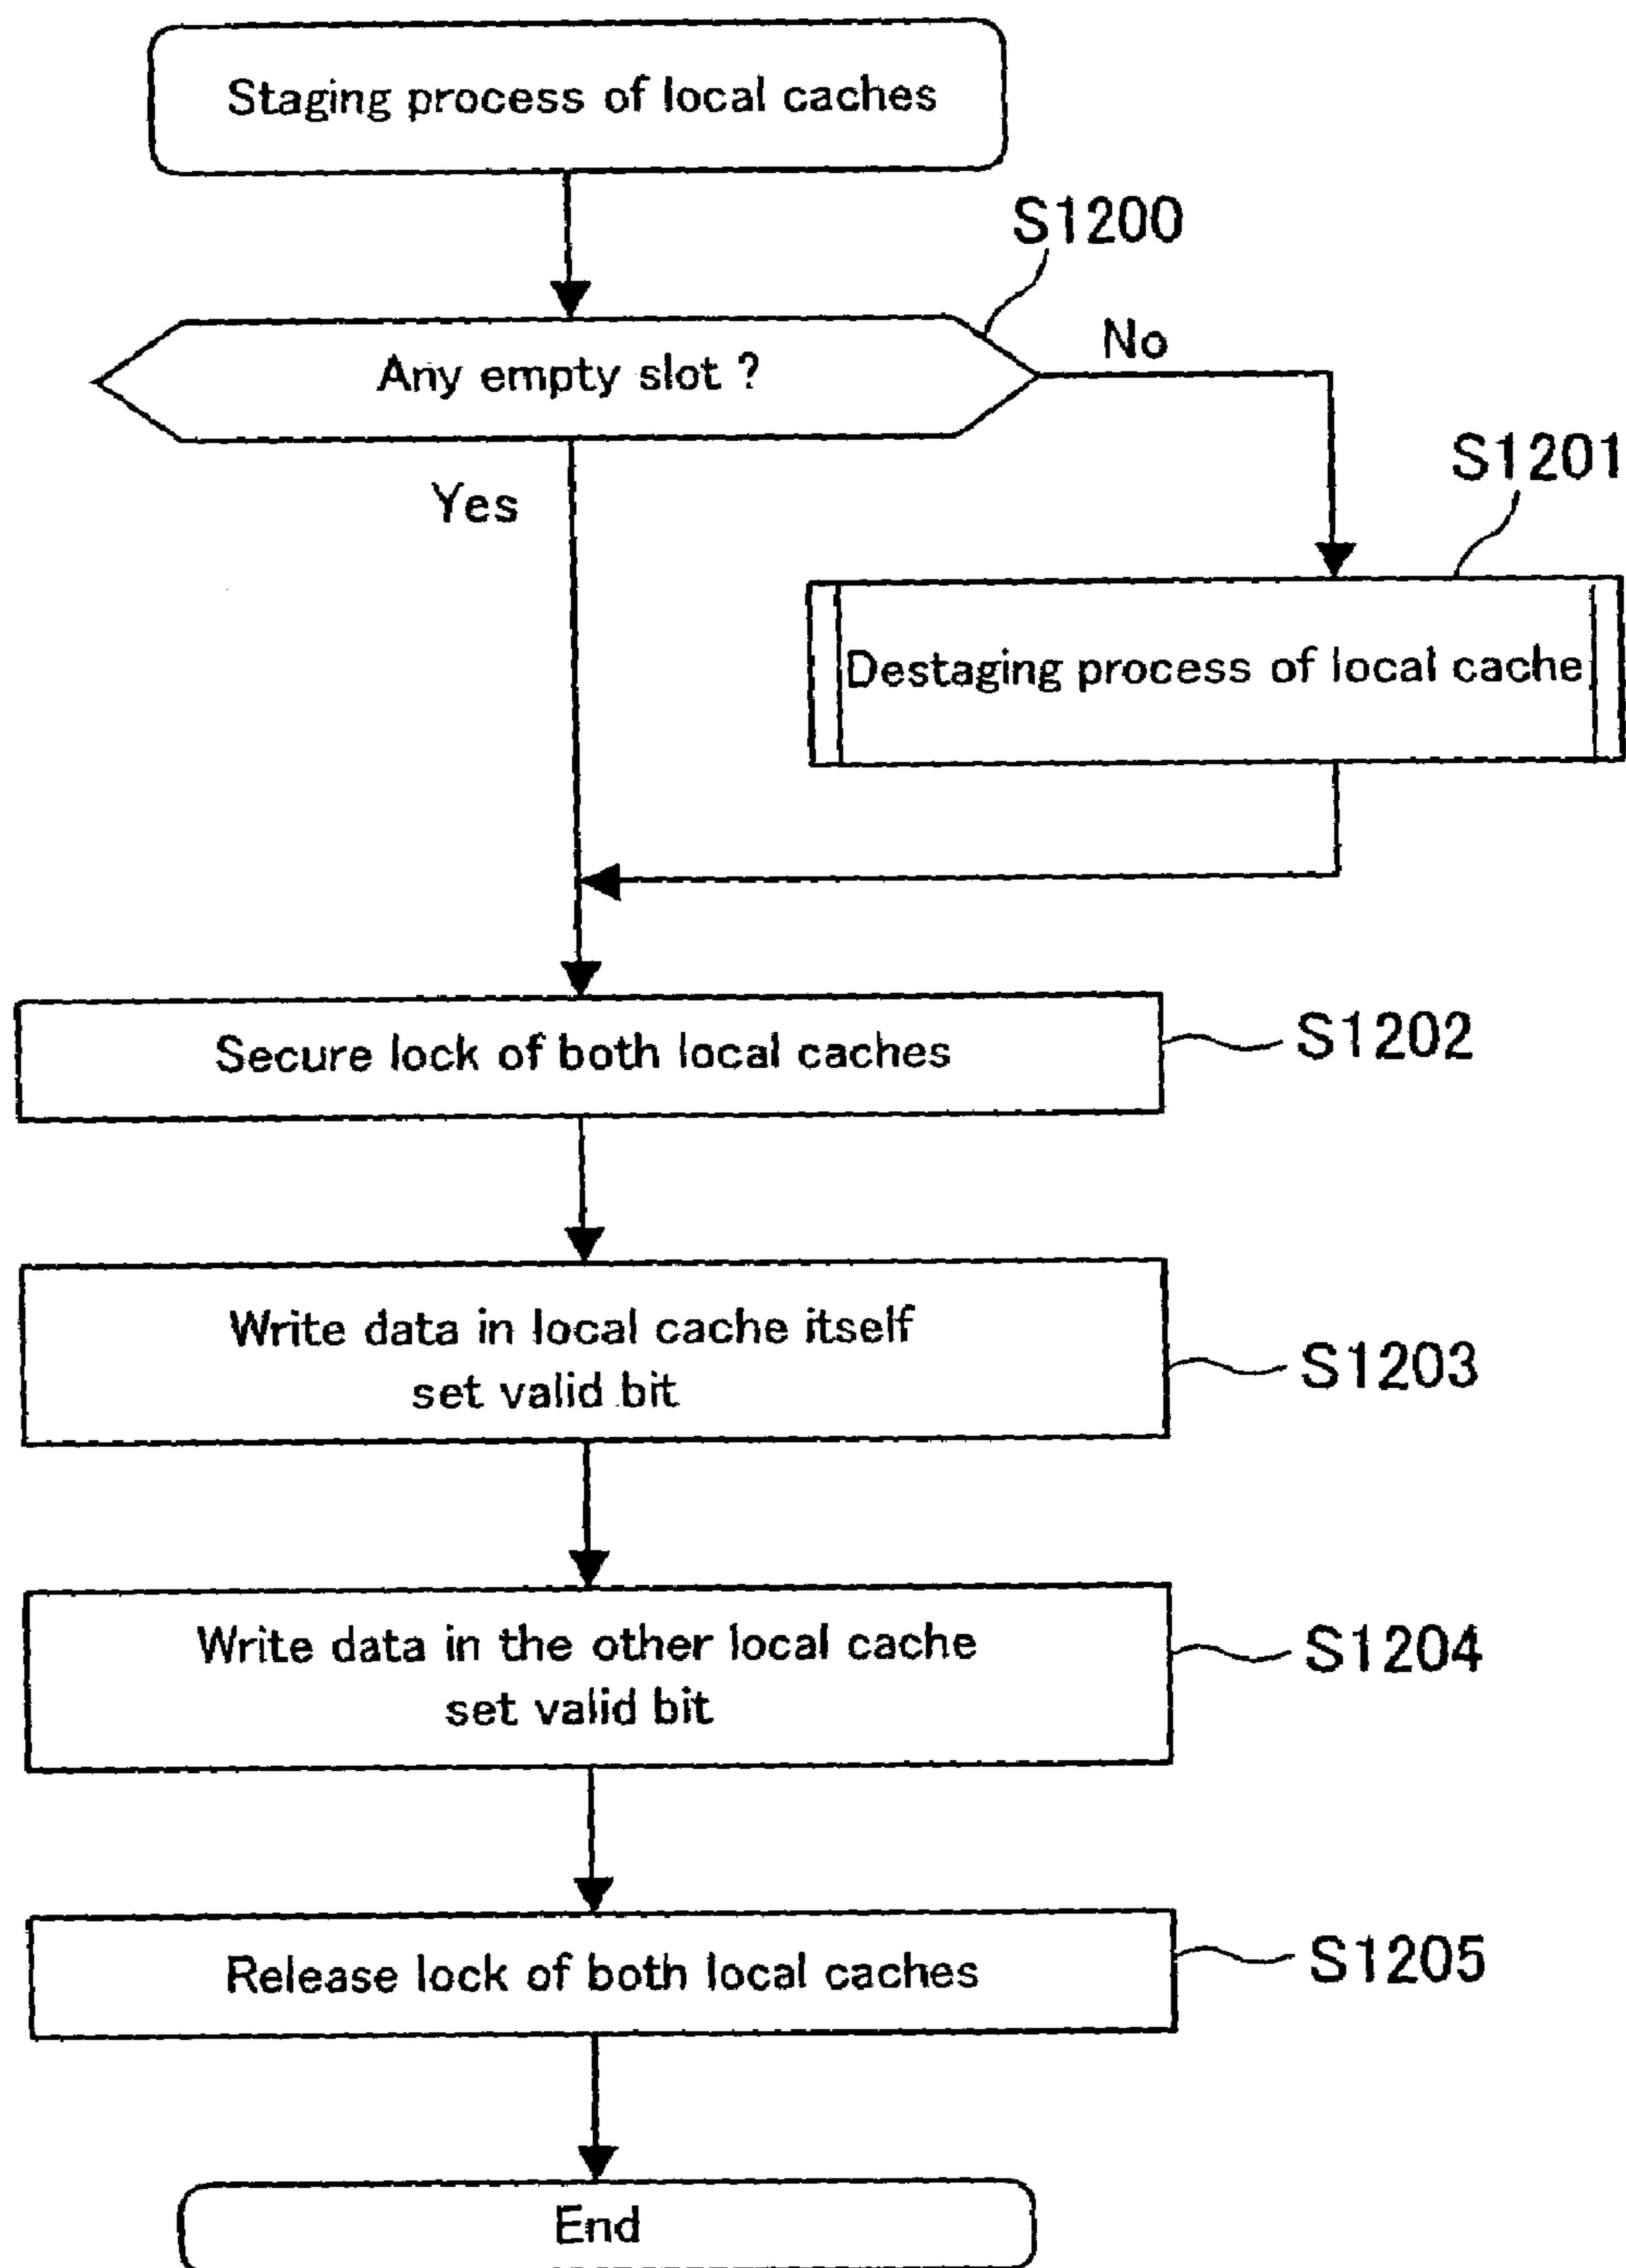 Staging process of local caches
S1200
Any empty slot ?
No
Yes
S1201
Destaging process of local cache
Secure lock of both local caches
S1202
Write data in local cache itself
set valid bit
S1203
Write data in the other local cache
set valid bit
S1204
Release lock of both local caches
S1205
End